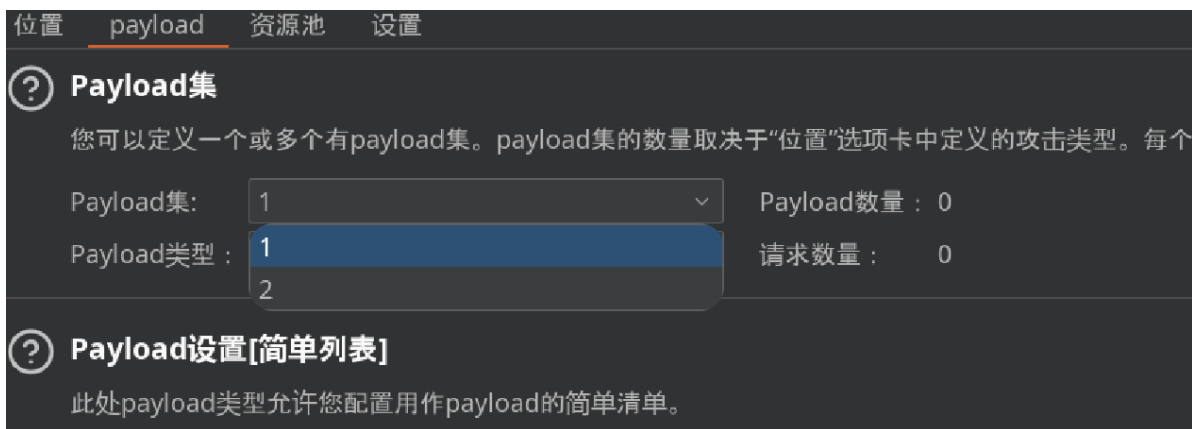 位置 payload 资源池 设置
Payload集
您可以定义一个或多个有payload集。payload集的数量取决于“位置”选项卡中定义的攻击类型。每个
Payload集: 1 Payload数量： 0
Payload类型： 1 请求数量： 0
2
Payload设置[简单列表]
此处payload类型允许您配置用作payload的简单清单。